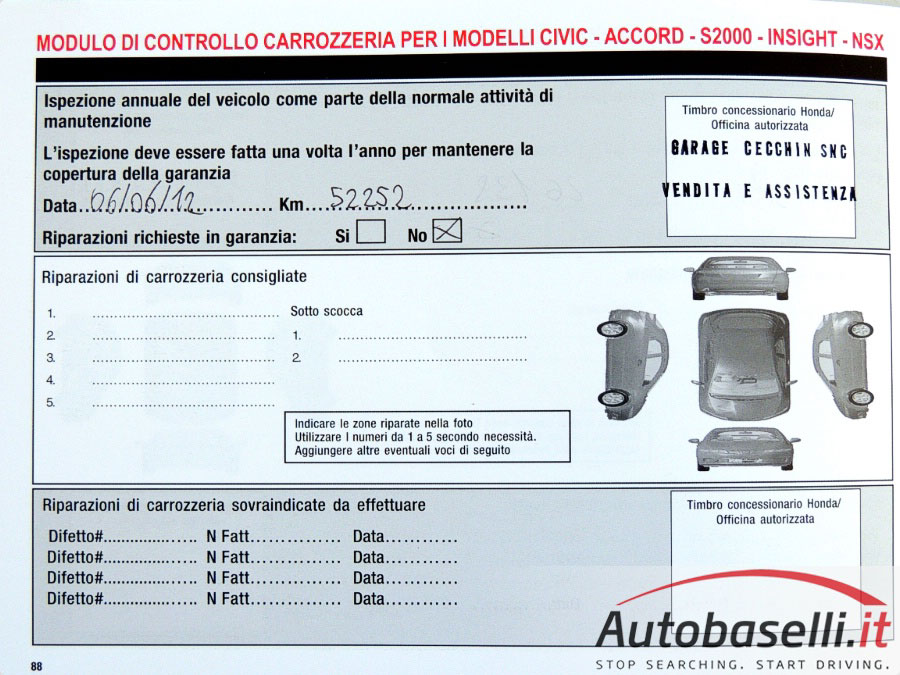 MODULO DI CONTROLLO CARROZZERIA PER I MODELLI CIVIC - ACCORD - S2000 - INSIGHT - NSX
Ispezione annuale del veicolo come parte della normale attività di
manutenzione
L'ispezione deve essere fatta una volta l'anno per mantenere la
copertura della garanzia
Data...06/06/12............ Km....52252........................
Riparazioni richieste in garanzia: Si No
Timbro concessionario Honda/
Officina autorizzata
GARAGE CECCHIN SNC
VENDITA E ASSISTENZA
Riparazioni di carrozzeria consigliate
1. ........................................
2. ........................................
3. ........................................
4. ........................................
5. ........................................
Sotto scocca
1. ........................................
2. ........................................
Indicare le zone riparate nella foto
Utilizzare I numeri da 1 a 5 secondo necessità.
Aggiungere altre eventuali voci di seguito
Riparazioni di carrozzeria sovraindicate da effettuare
Difetto#.................... N Fatt............... Data............
Difetto#.................... N Fatt............... Data............
Difetto#.................... N Fatt............... Data............
Difetto#.................... N Fatt............... Data............
Timbro concessionario Honda/
Officina autorizzata
Autobaselli.it
STOP SEARCHING. START DRIVING.
88